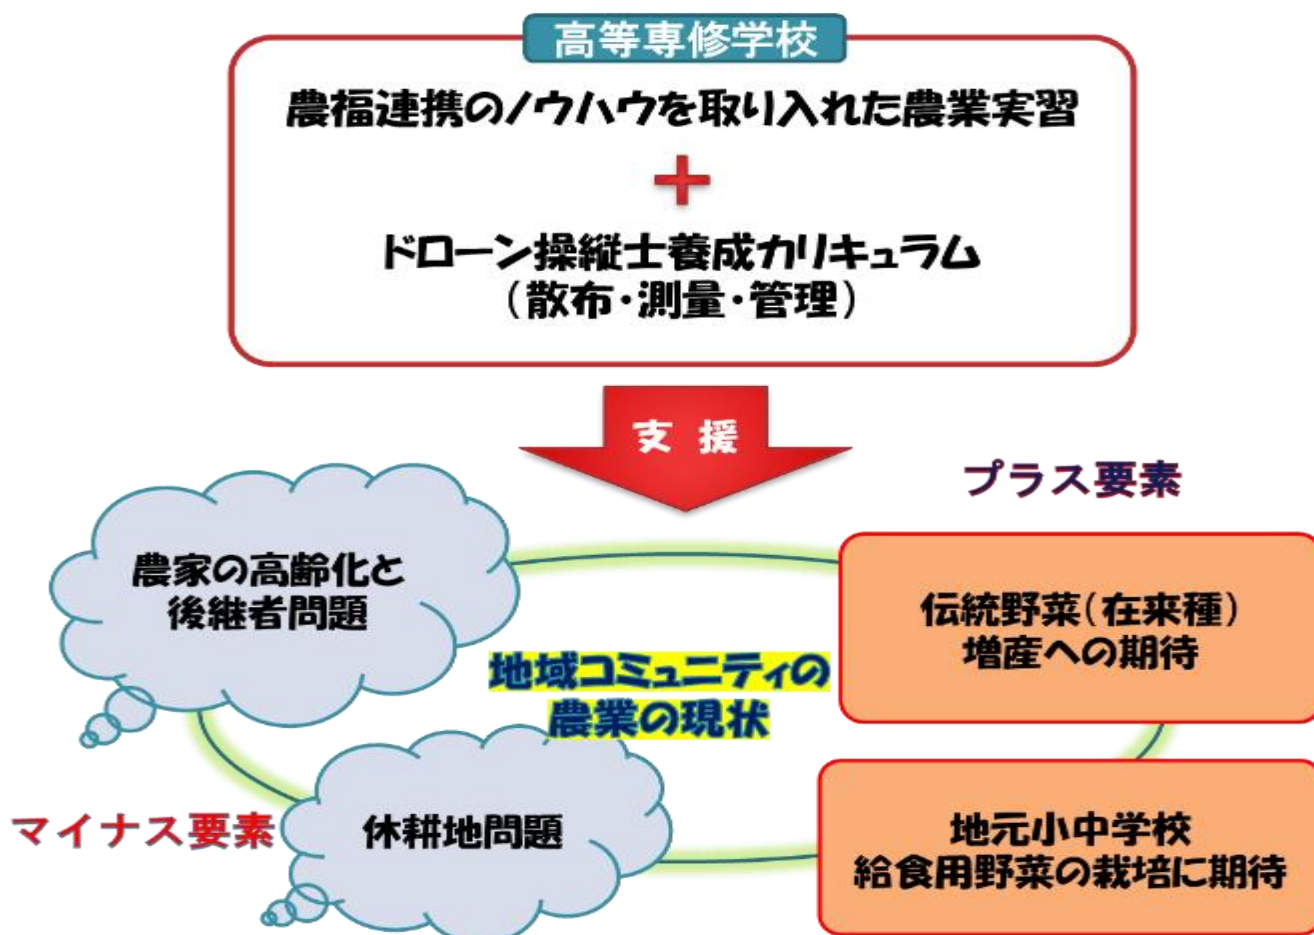 高等専修学校
農福連携のノウハウを取り入れた農業実習
+
ドローン操縦士養成カリキュラム
(散布・測量・管理)
支 援
プラス要素
農家の高齢化と
後継者問題
伝統野菜(在来種)
増産への期待
地域コミュニティの
農業の現状
マイナス要素
休耕地問題
地元小中学校
給食用野菜の栽培に期待